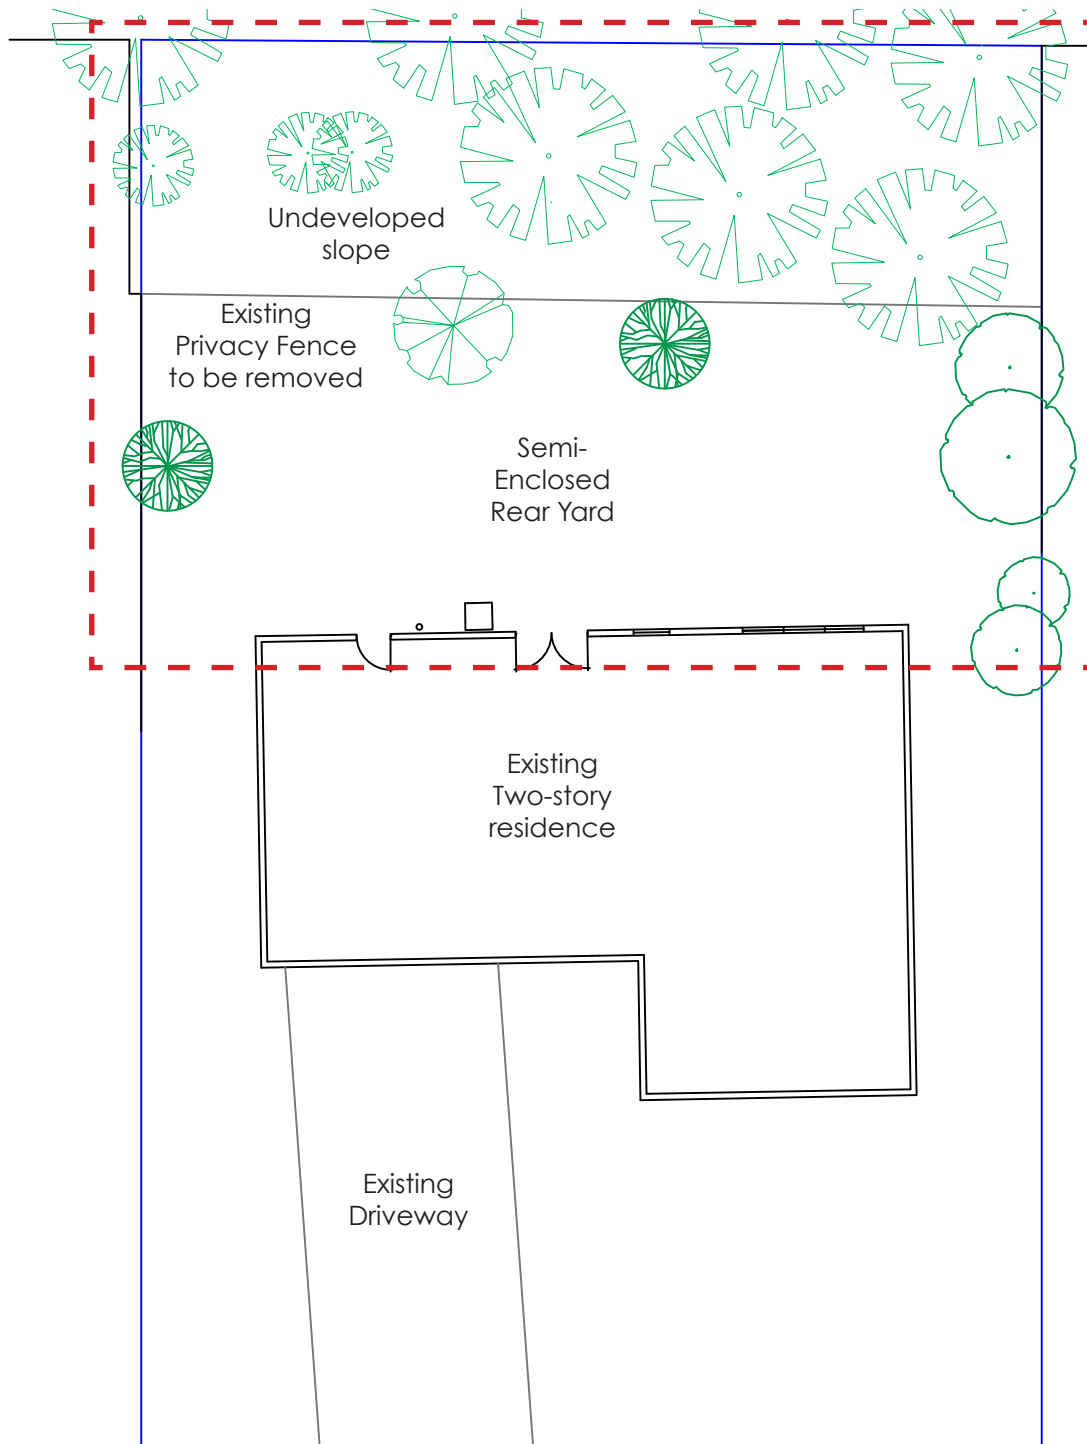 Undeveloped
slope
Existing
Privacy Fence
to be removed
Semi-
Enclosed
Rear Yard
Existing
Two-story
residence
Existing
Driveway